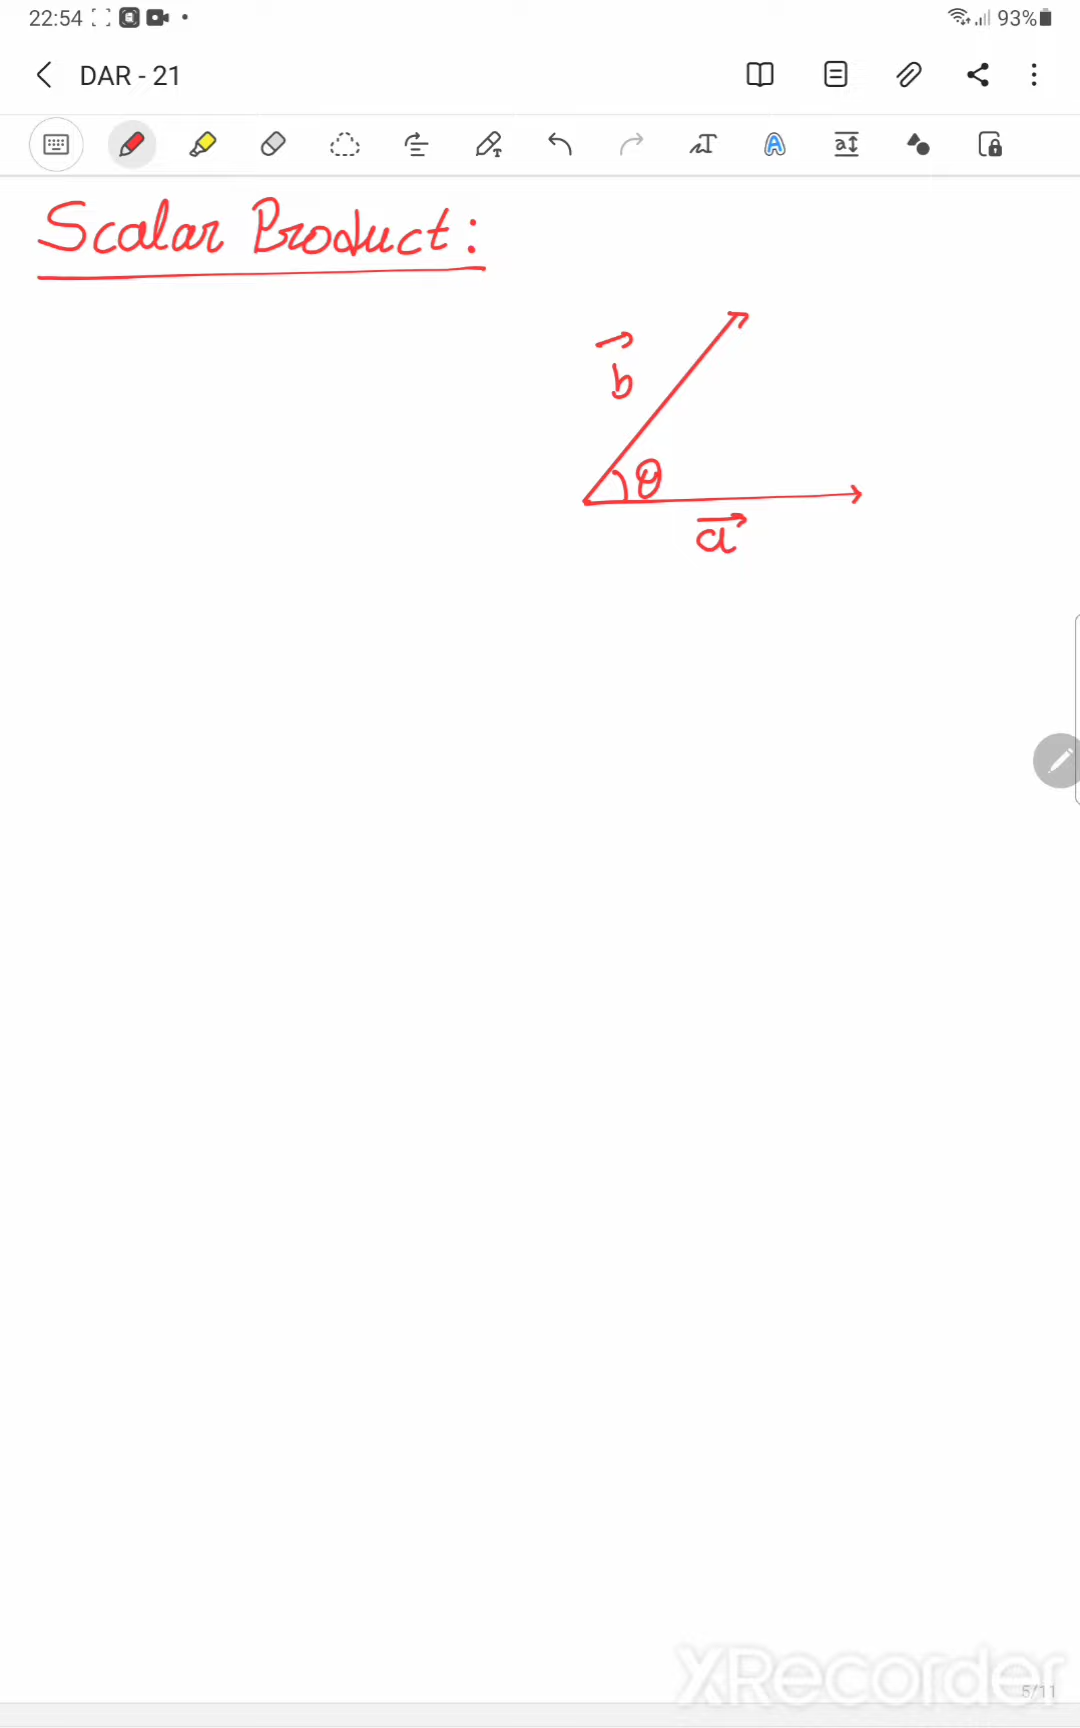 22:54 93%
DAR - 21
Scalar Product:
b
θ
a
XRecorder
5/11